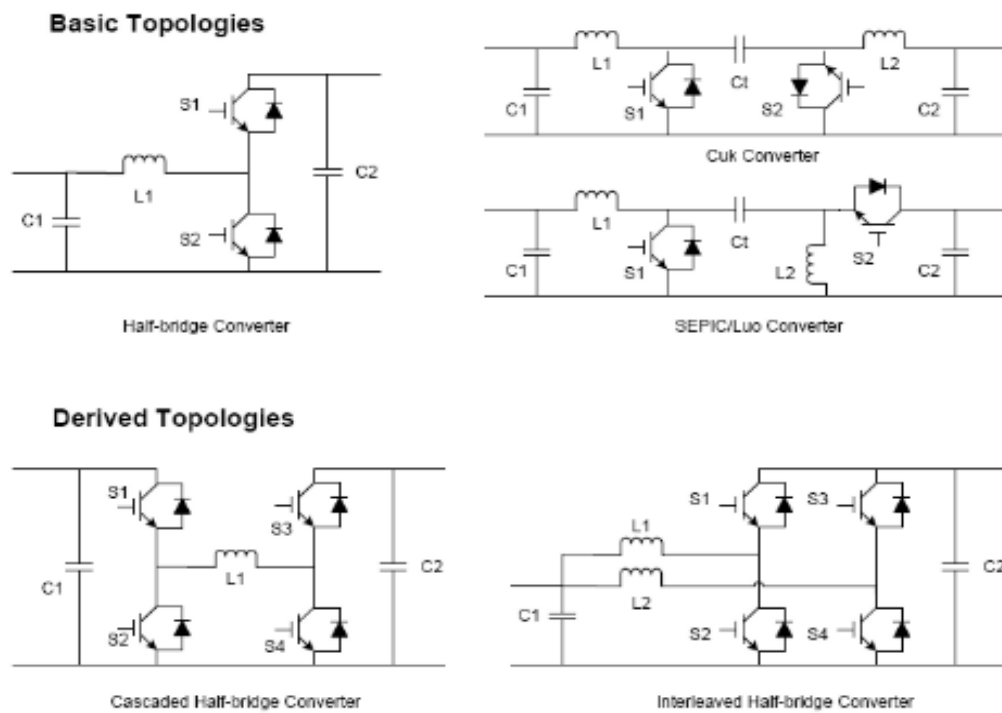 Basic Topologies
S1
C2
L1
C1
S2
Half-bridge Converter
L1
Ct
L2
C1
S1
S2
C2
Cuk Converter
L1
Ct
C1
S1
L2
S2
C2
SEPIC/Luo Converter
Derived Topologies
S1
S3
C1
L1
C2
S2
S4
Cascaded Half-bridge Converter
S1
S3
L1
C2
L2
C1
S2
S4
Interleaved Half-bridge Converter